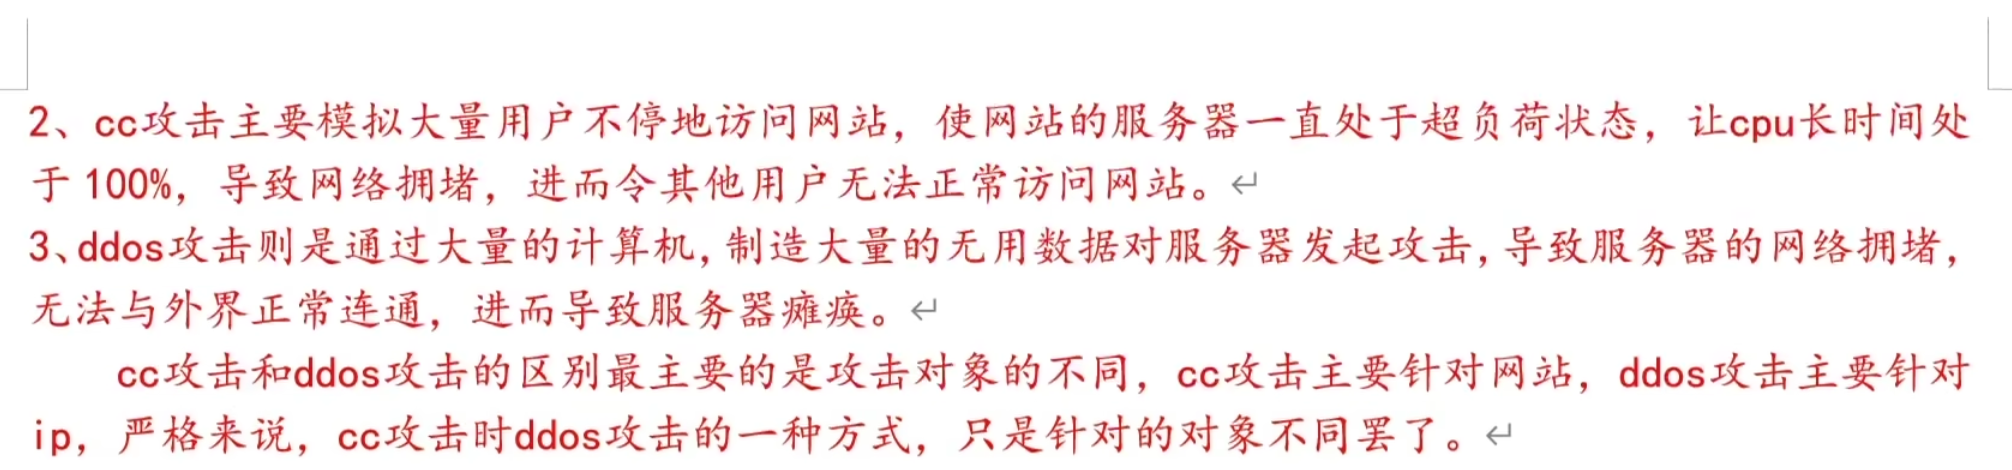 2、cc攻击主要模拟大量用户不停地访问网站，使网站的服务器一直处于超负荷状态，让cpu长时间处
于100%，导致网络拥堵，进而令其他用户无法正常访问网站。↵
3、ddos攻击则是通过大量的计算机，制造大量的无用数据对服务器发起攻击，导致服务器的网络拥堵，
无法与外界正常连通，进而导致服务器瘫痪。↵
cc攻击和ddos攻击的区别最主要的是攻击对象的不同，cc攻击主要针对网站，ddos攻击主要针对
ip，严格来说，cc攻击时ddos攻击的一种方式，只是针对的对象不同罢了。↵